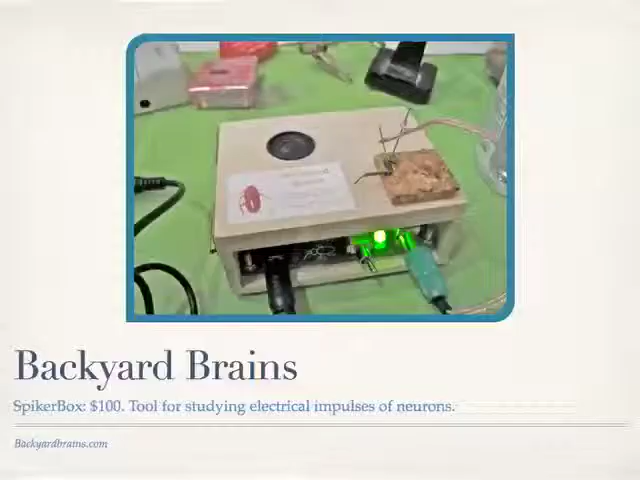 Backyard Brains
SpikerBox: $100. Tool for studying electrical impulses of neurons.
Backyardbrains.com